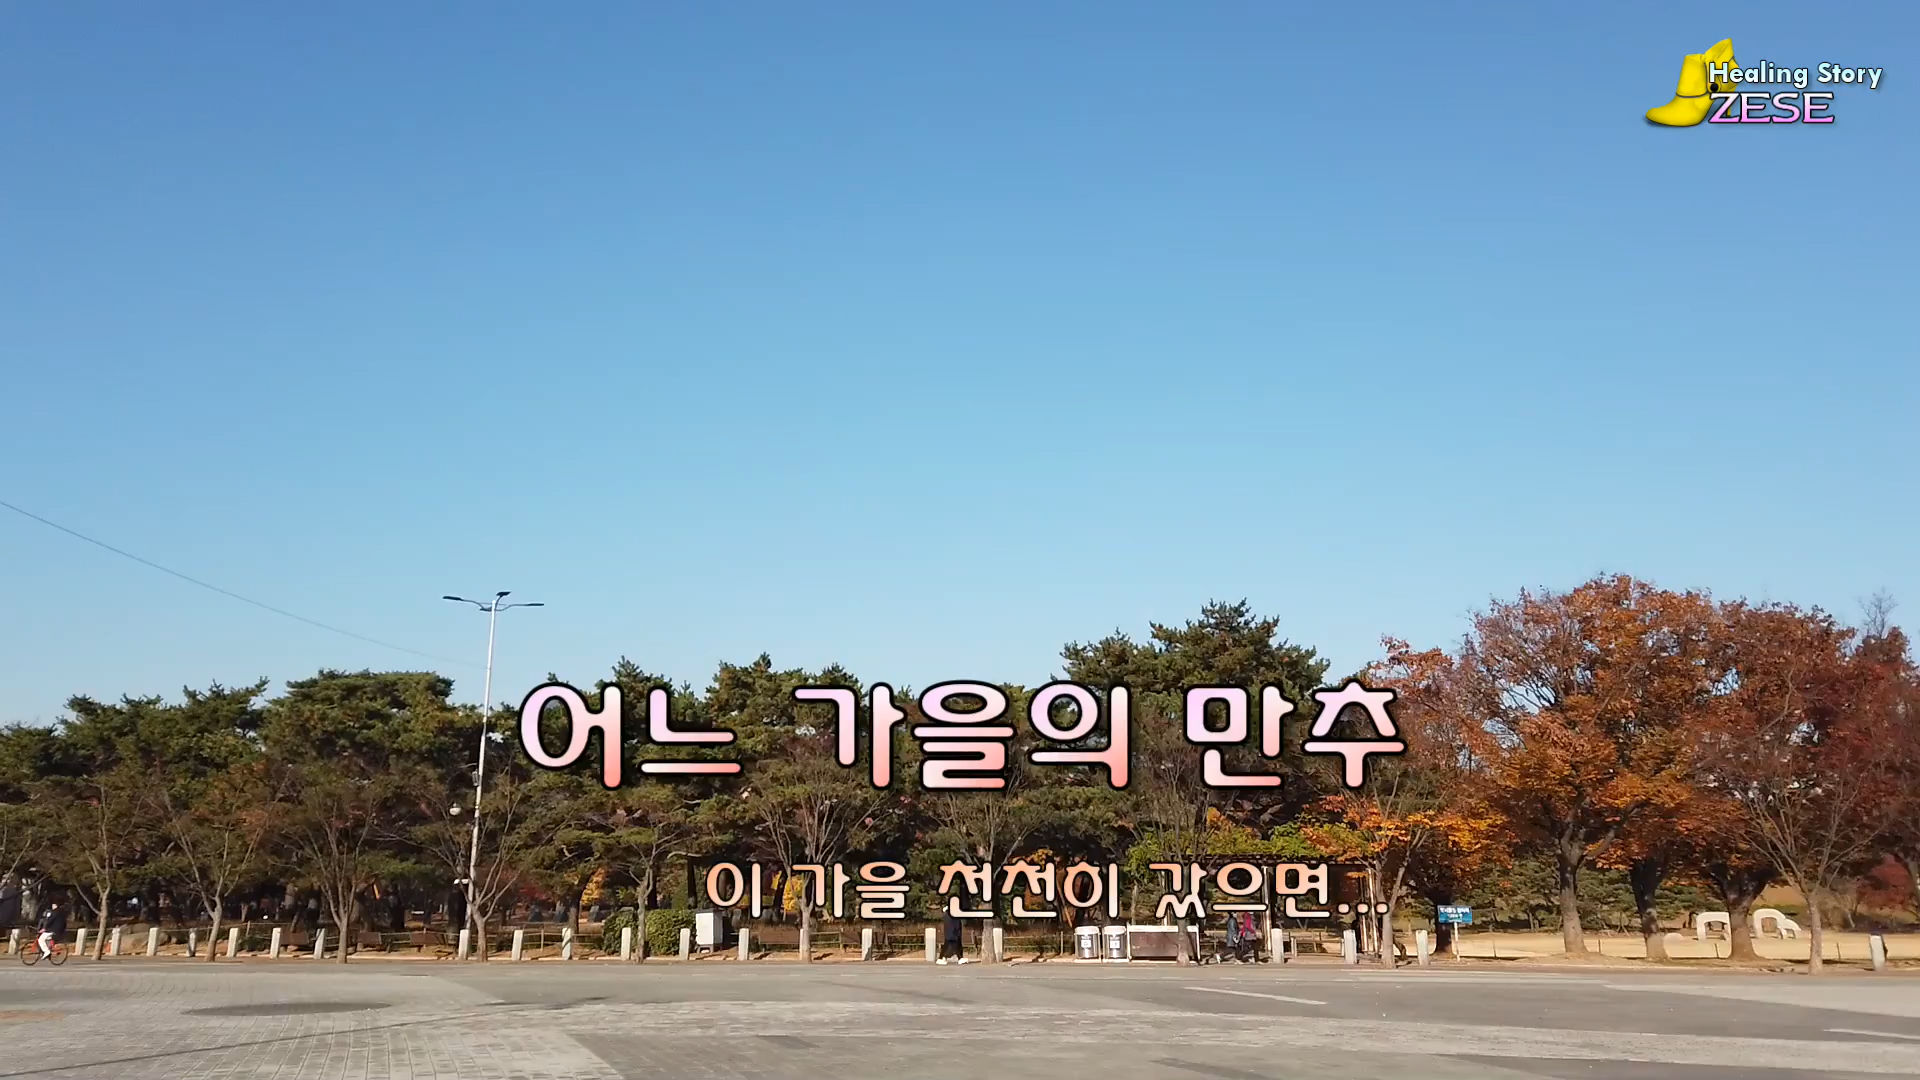 Healing Story
ZESE
어느 가을의 만추
이 가을 천천히 갔으면...